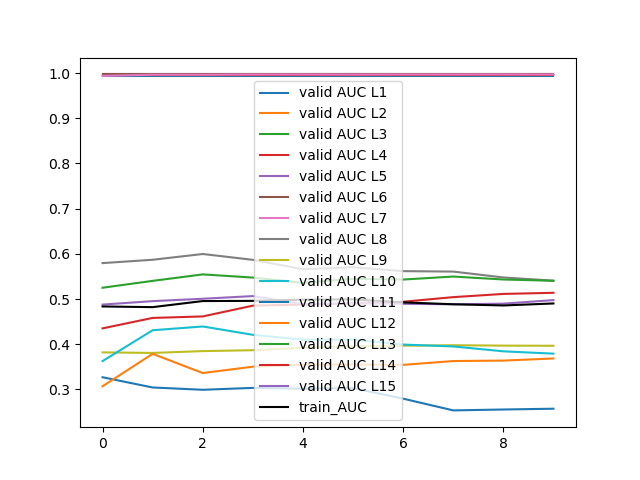 1.0
0.9
0.8
0.7
0.6
0.5
0.4
0.3
valid AUC L1
valid AUC L2
valid AUC L3
valid AUC L4
valid AUC L5
valid AUC L6
valid AUC L7
valid AUC L8
valid AUC L9
valid AUC L10
valid AUC L11
valid AUC L12
valid AUC L13
valid AUC L14
valid AUC L15
train_AUC
0 2 4 6 8